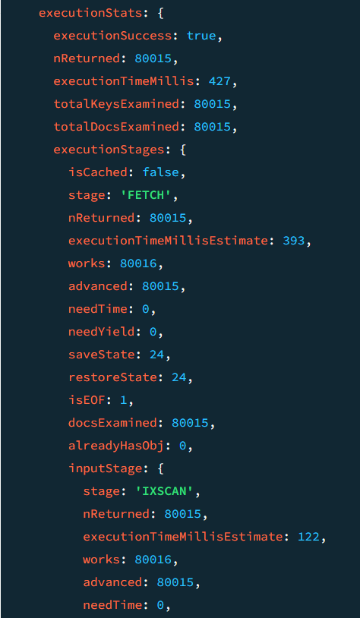 executionStats: {
executionSuccess: true,
nReturned: 80015,
executionTimeMillis: 427,
totalKeysExamined: 80015,
totalDocsExamined: 80015,
executionStages: {
isCached: false,
stage: 'FETCH',
nReturned: 80015,
executionTimeMillisEstimate: 393,
works: 80016,
advanced: 80015,
needTime: 0,
needYield: 0,
saveState: 24,
restoreState: 24,
isEOF: 1,
docsExamined: 80015,
alreadyHasObj: 0,
inputStage: {
stage: 'IXSCAN',
nReturned: 80015,
executionTimeMillisEstimate: 122,
works: 80016,
advanced: 80015,
needTime: 0,